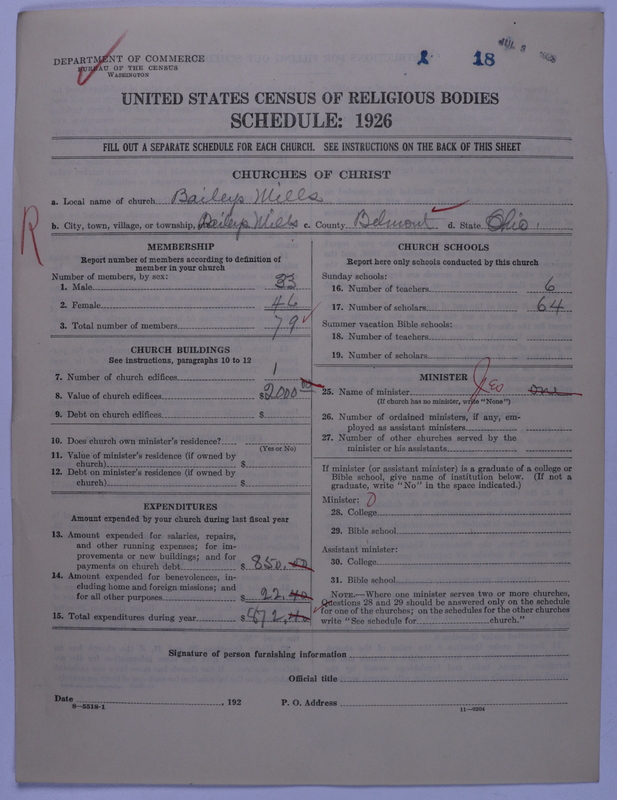 DEPARTMENT OF COMMERCE
BUREAU OF THE CENSUS
WASHINGTON
18
UNITED STATES CENSUS OF RELIGIOUS BODIES
SCHEDULE: 1926
FILL OUT A SEPARATE SCHEDULE FOR EACH CHURCH. SEE INSTRUCTIONS ON THE BACK OF THIS SHEET
CHURCHES OF CHRIST
a. Local name of church Baileys Mills
b. City, town, village, or township, Baileys Mills c. County Belmont d. State Ohio
R
MEMBERSHIP
Report number of members according to definition of
member in your church
Number of members, by sex:
1. Male 33
2. Female 46
3. Total number of members 79
CHURCH BUILDINGS
See instructions, paragraphs 10 to 12
7. Number of church edifices 1
8. Value of church edifices $2000 00
9. Debt on church edifices $
10. Does church own minister's residence?
(Yes or No)
11. Value of minister's residence (if owned by
church) $
12. Debt on minister's residence (if owned by
church) $
EXPENDITURES
Amount expended by your church during last fiscal year
13. Amount expended for salaries, repairs,
and other running expenses; for im-
provements or new buildings; and for
payments on church debt $850.00
14. Amount expended for benevolences, in-
cluding home and foreign missions; and
for all other purposes $22.40
15. Total expenditures during year $872.40
CHURCH SCHOOLS
Report here only schools conducted by this church
Sunday schools:
16. Number of teachers 6
17. Number of scholars 64
Summer vacation Bible schools:
18. Number of teachers
19. Number of scholars
MINISTER
25. Name of minister Yes one
(If church has no minister, write "None")
26. Number of ordained ministers, if any, em-
ployed as assistant ministers
27. Number of other churches served by the
minister or his assistants
If minister (or assistant minister) is a graduate of a college or
Bible school, give name of institution below. (If not a
graduate, write "No" in the space indicated.)
Minister: 0
28. College
29. Bible school
Assistant minister:
30. College
31. Bible school
NOTE.—Where one minister serves two or more churches,
Questions 28 and 29 should be answered only on the schedule
for one of the churches; on the schedules for the other churches
write "See schedule for church."
Signature of person furnishing information
Official title
Date , 192 P. O. Address
8—5518-1
11—9204